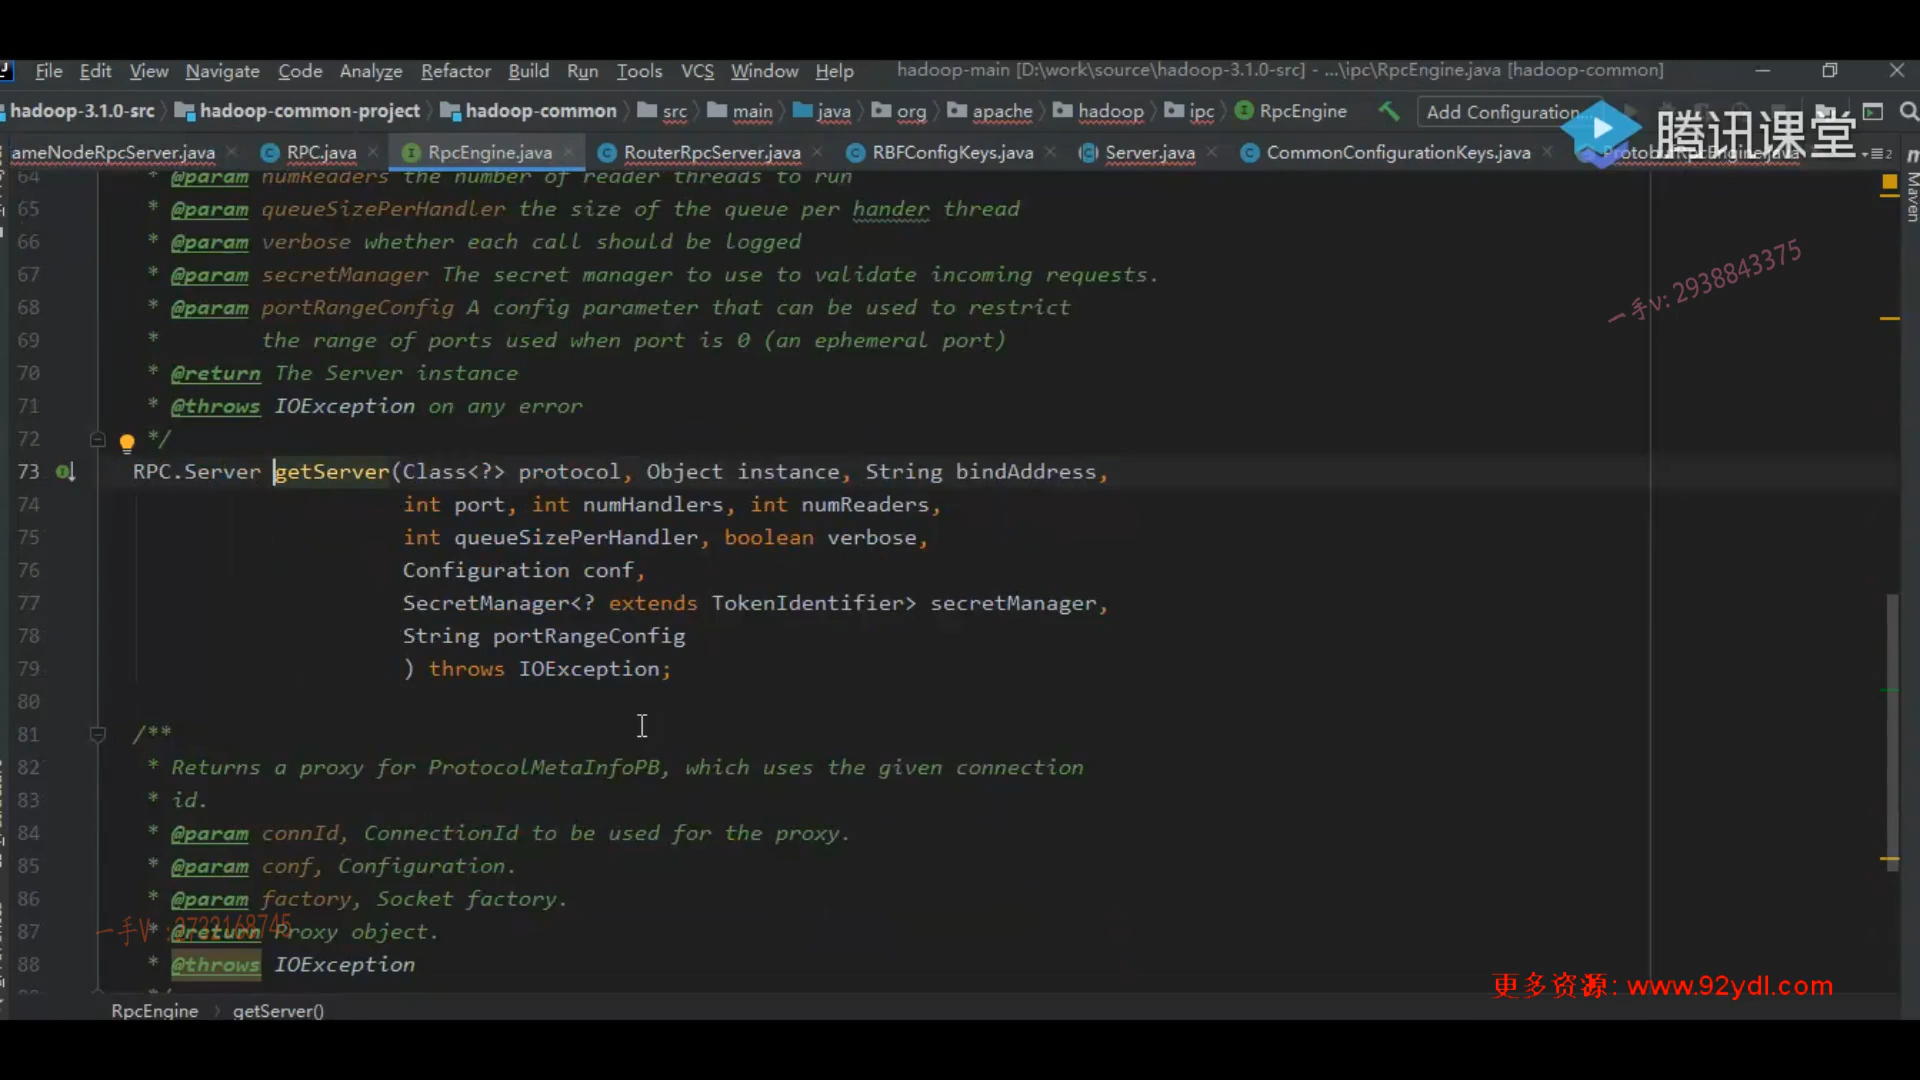 File Edit View Navigate Code Analyze Refactor Build Run Tools VCS Window Help hadoop-main [D:\work\source\hadoop-3.1.0-src] - ...\ipc\RpcEngine.java [hadoop-common]
hadoop-3.1.0-src hadoop-common-project hadoop-common src main java org apache hadoop ipc RpcEngine Add Configuration...
腾讯课堂
ameNodeRpcServer.java RPC.java RpcEngine.java RouterRpcServer.java RBFConfigKeys.java Server.java CommonConfigurationKeys.java
Maven
64 * @param numReaders the number of reader threads to run
65 * @param queueSizePerHandler the size of the queue per hander thread
66 * @param verbose whether each call should be logged
67 * @param secretManager The secret manager to use to validate incoming requests.
68 * @param portRangeConfig A config parameter that can be used to restrict
69 * the range of ports used when port is 0 (an ephemeral port)
70 * @return The Server instance
71 * @throws IOException on any error
72 */
73 RPC.Server getServer(Class<?> protocol, Object instance, String bindAddress,
74 int port, int numHandlers, int numReaders,
75 int queueSizePerHandler, boolean verbose,
76 Configuration conf,
77 SecretManager<? extends TokenIdentifier> secretManager,
78 String portRangeConfig
79 ) throws IOException;
80
81 /**
82 * Returns a proxy for ProtocolMetaInfoPB, which uses the given connection
83 * id.
84 * @param connId, ConnectionId to be used for the proxy.
85 * @param conf, Configuration.
86 * @param factory, Socket factory.
87 * @return Proxy object.
88 * @throws IOException
一手v:2938843375
一手V:2722168745
更多资源: www.92ydl.com
RpcEngine getServer()